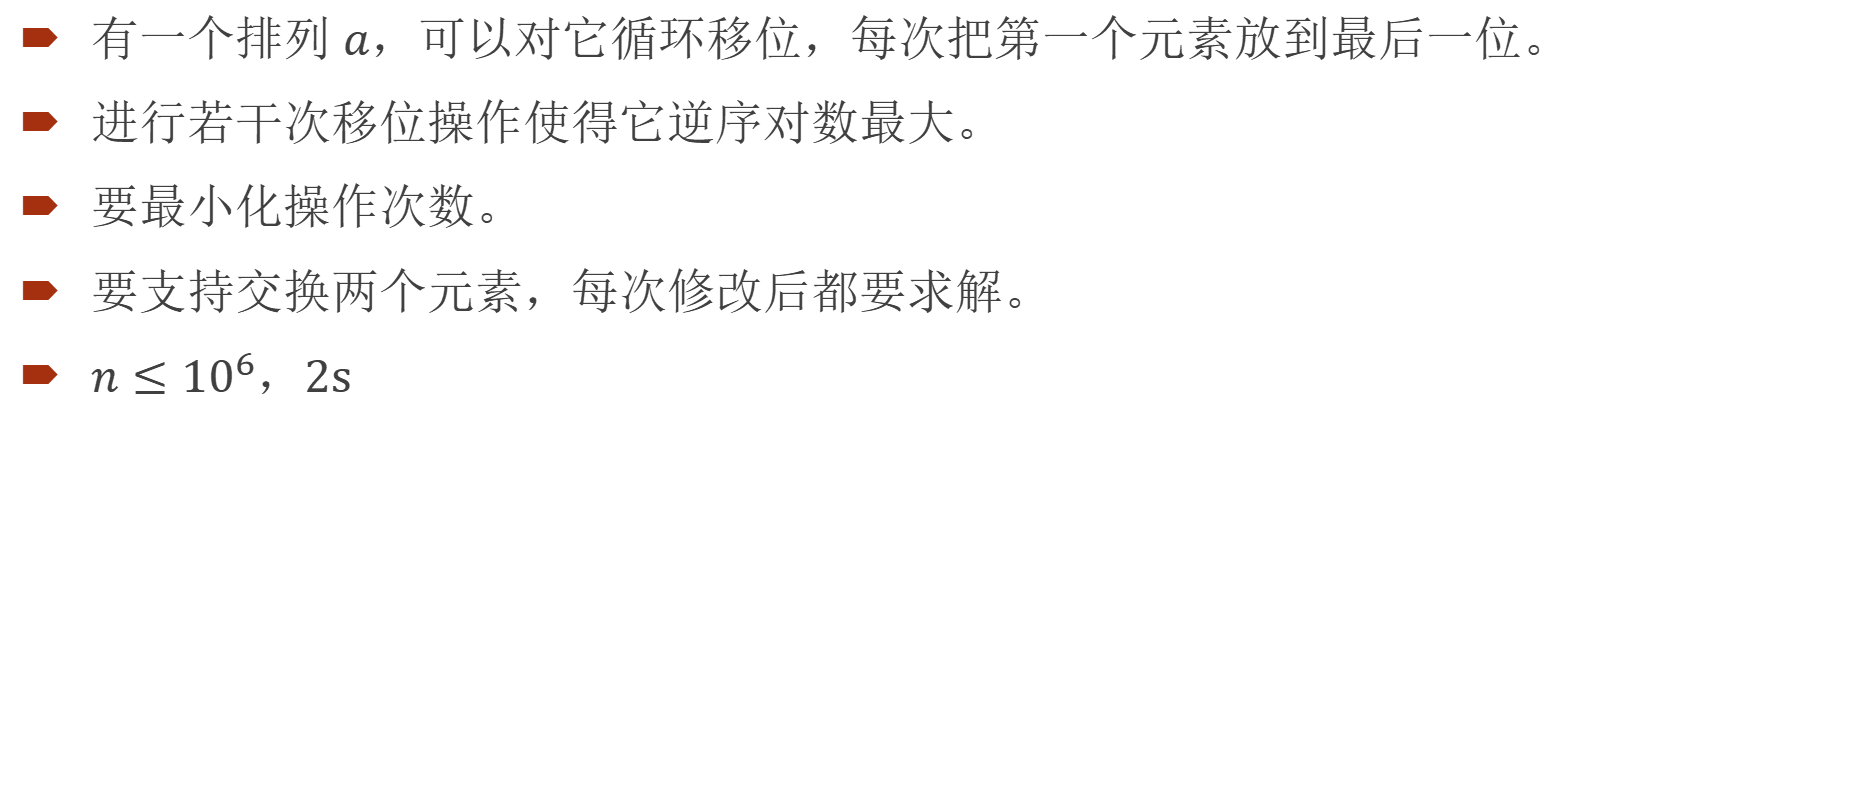 有一个排列 a，可以对它循环移位，每次把第一个元素放到最后一位。
进行若干次移位操作使得它逆序对数最大。
要最小化操作次数。
要支持交换两个元素，每次修改后都要求解。
n ≤ 10⁶，2s